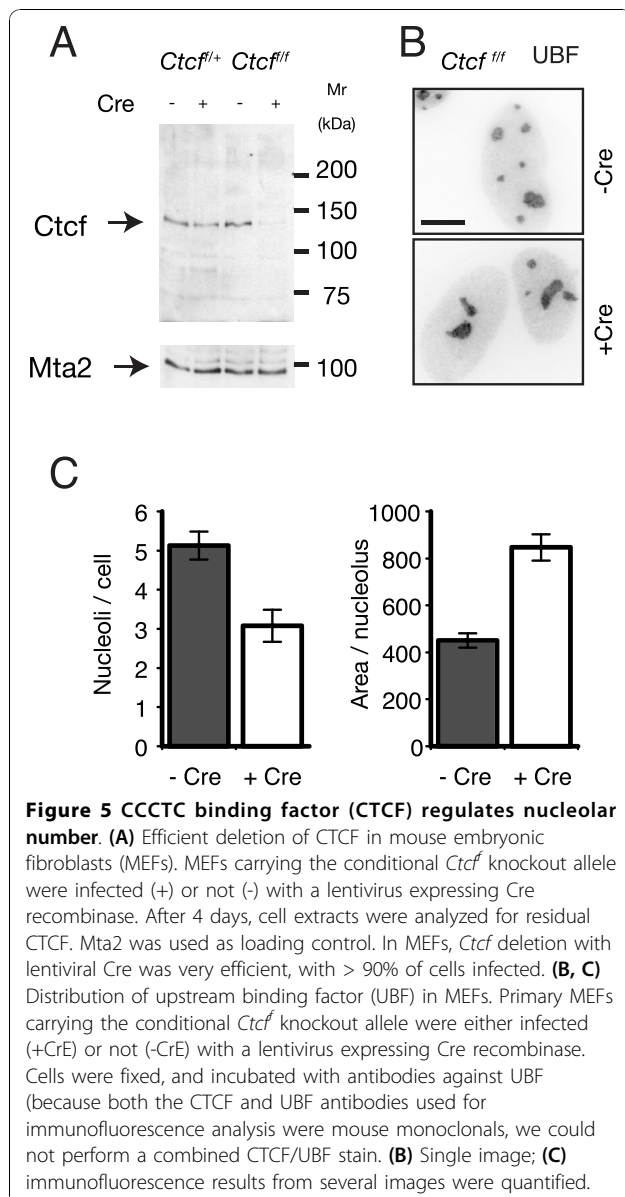 A
Ctcf^f/+ Ctcf^f/f
Cre - + - +
Mr
(kDa)
200
150
Ctcf
100
75
Mta2
100
B
Ctcf ^f/f UBF
-Cre
+Cre
C
6
5
4
3
2
1
0
Nucleoli / cell
- Cre + Cre
1000
800
600
400
200
0
Area / nucleolus
- Cre + Cre
Figure 5 CCCTC binding factor (CTCF) regulates nucleolar
number. (A) Efficient deletion of CTCF in mouse embryonic
fibroblasts (MEFs). MEFs carrying the conditional Ctcf^f knockout allele
were infected (+) or not (-) with a lentivirus expressing Cre
recombinase. After 4 days, cell extracts were analyzed for residual
CTCF. Mta2 was used as loading control. In MEFs, Ctcf deletion with
lentiviral Cre was very efficient, with > 90% of cells infected. (B, C)
Distribution of upstream binding factor (UBF) in MEFs. Primary MEFs
carrying the conditional Ctcf^f knockout allele were either infected
(+CrE) or not (-CrE) with a lentivirus expressing Cre recombinase.
Cells were fixed, and incubated with antibodies against UBF
(because both the CTCF and UBF antibodies used for
immunofluorescence analysis were mouse monoclonals, we could
not perform a combined CTCF/UBF stain. (B) Single image; (C)
immunofluorescence results from several images were quantified.